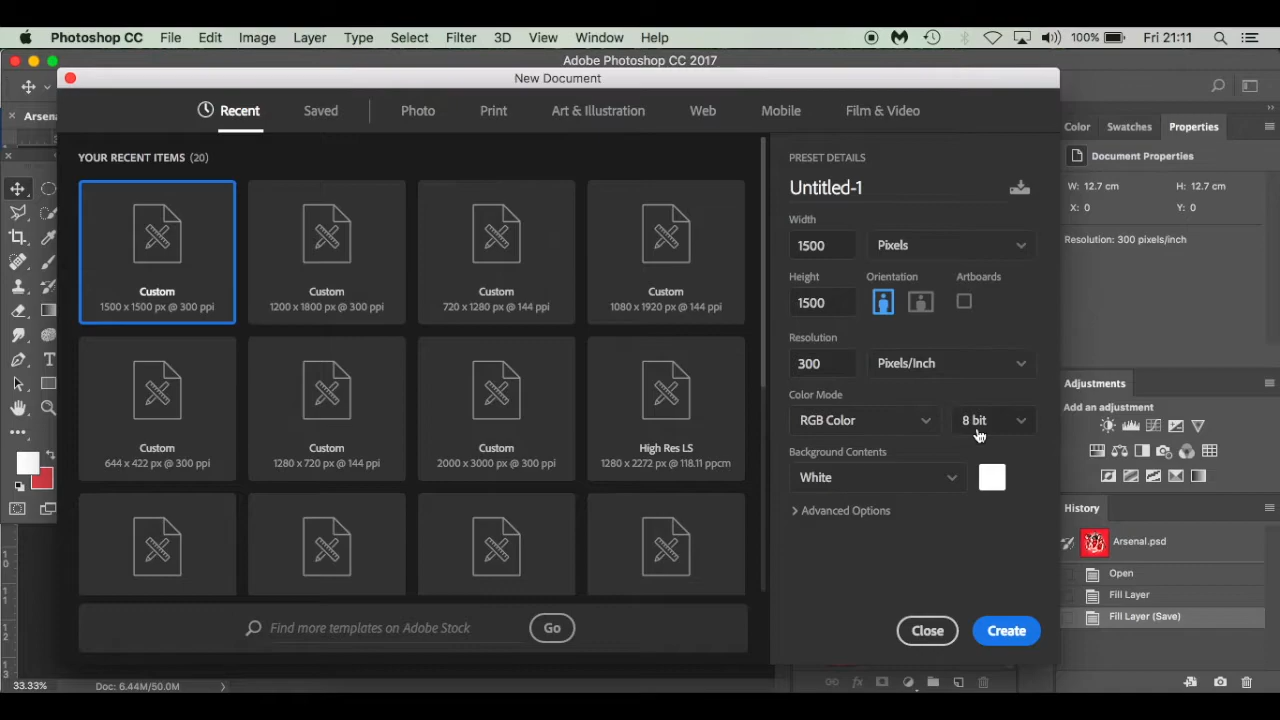 Photoshop CC File Edit Image Layer Type Select Filter 3D View Window Help 100% Fri 21:11
Adobe Photoshop CC 2017
New Document
Arsena
Recent Saved Photo Print Art & Illustration Web Mobile Film & Video
Color Swatches Properties
YOUR RECENT ITEMS (20)
PRESET DETAILS
Document Properties
Untitled-1
W: 12.7 cm H: 12.7 cm
X: 0 Y: 0
Width
1500 Pixels
Resolution: 300 pixels/inch
Height Orientation Artboards
1500
Custom Custom Custom Custom
1500 x 1500 px @ 300 ppi 1200 x 1800 px @ 300 ppi 720 x 1280 px @ 144 ppi 1080 x 1920 px @ 144 ppi
Resolution
300 Pixels/Inch
Adjustments
Color Mode
Add an adjustment
RGB Color 8 bit
Custom Custom Custom High Res LS
644 x 422 px @ 300 ppi 1280 x 720 px @ 144 ppi 2000 x 3000 px @ 300 ppi 1280 x 2272 px @ 118.11 ppcm
Background Contents
White
Advanced Options
History
Arsenal.psd
Open
Fill Layer
Fill Layer (Save)
Find more templates on Adobe Stock Go
Close Create
33.33% Doc: 6.44M/50.0M